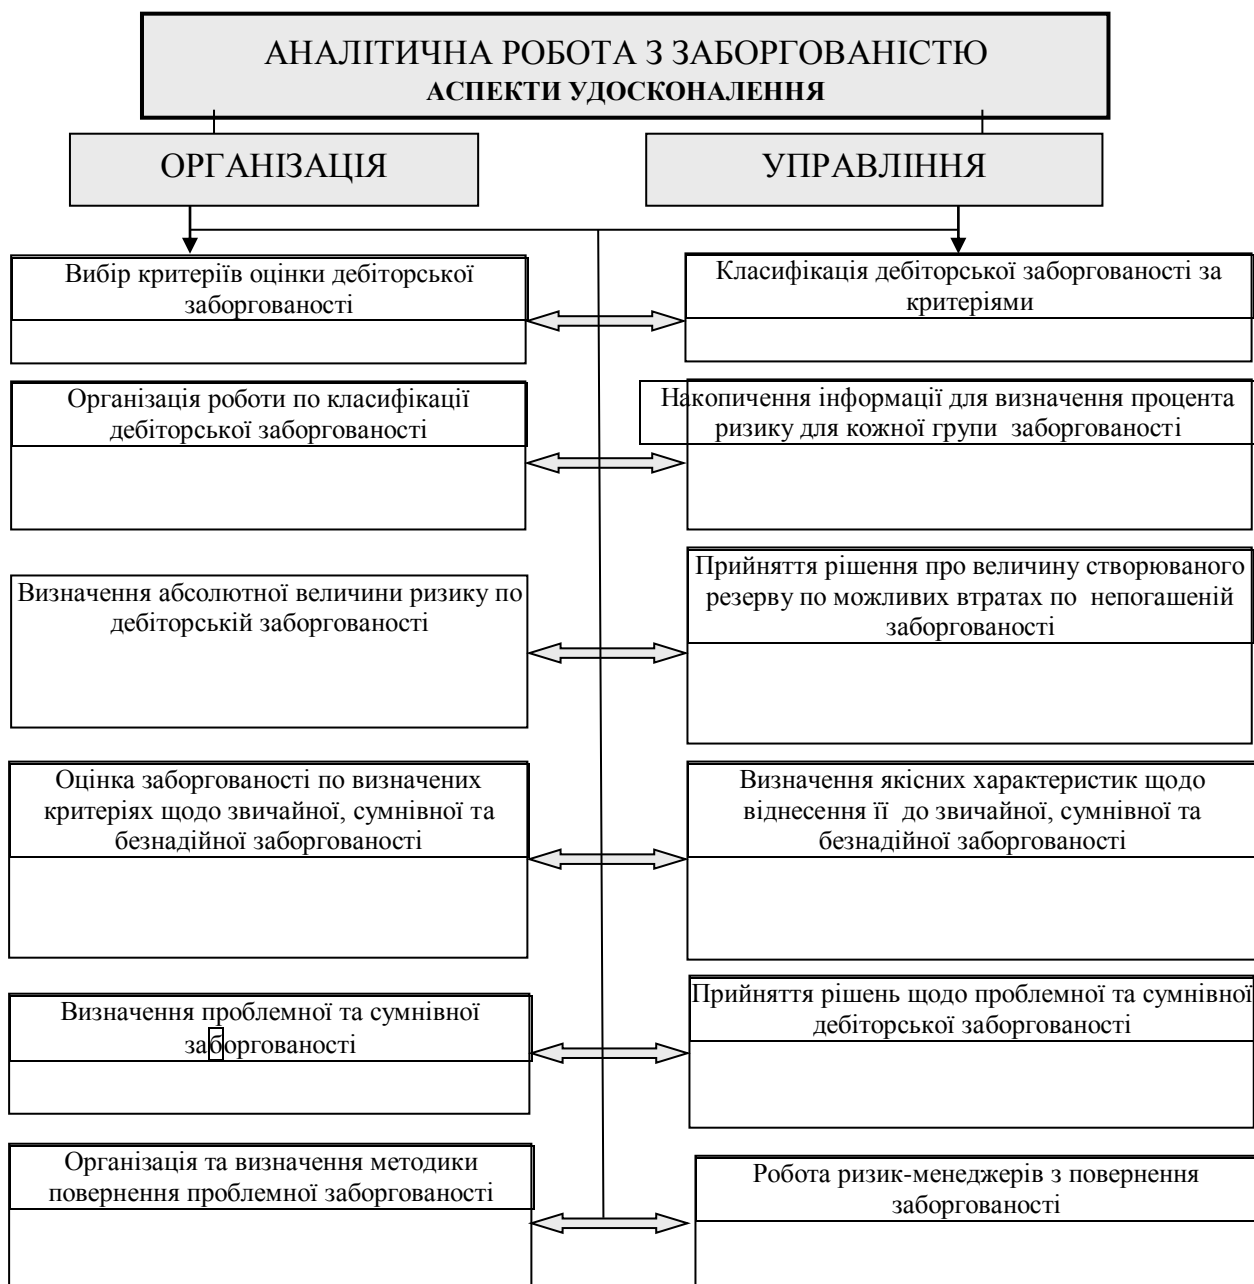 АНАЛІТИЧНА РОБОТА З ЗАБОРГОВАНІСТЮ
АСПЕКТИ УДОСКОНАЛЕННЯ
ОРГАНІЗАЦІЯ
УПРАВЛІННЯ
Вибір критеріїв оцінки дебіторської
заборгованості
Класифікація дебіторської заборгованості за
критеріями
Організація роботи по класифікації
дебіторської заборгованості
Накопичення інформації для визначення процента
ризику для кожної групи заборгованості
Визначення абсолютної величини ризику по
дебіторській заборгованості
Прийняття рішення про величину створюваного
резерву по можливих втратах по непогашеній
заборгованості
Оцінка заборгованості по визначених
критеріях щодо звичайної, сумнівної та
безнадійної заборгованості
Визначення якісних характеристик щодо
віднесення її до звичайної, сумнівної та
безнадійної заборгованості
Визначення проблемної та сумнівної
заборгованості
Прийняття рішень щодо проблемної та сумнівної
дебіторської заборгованості
Організація та визначення методики
повернення проблемної заборгованості
Робота ризик-менеджерів з повернення
заборгованості